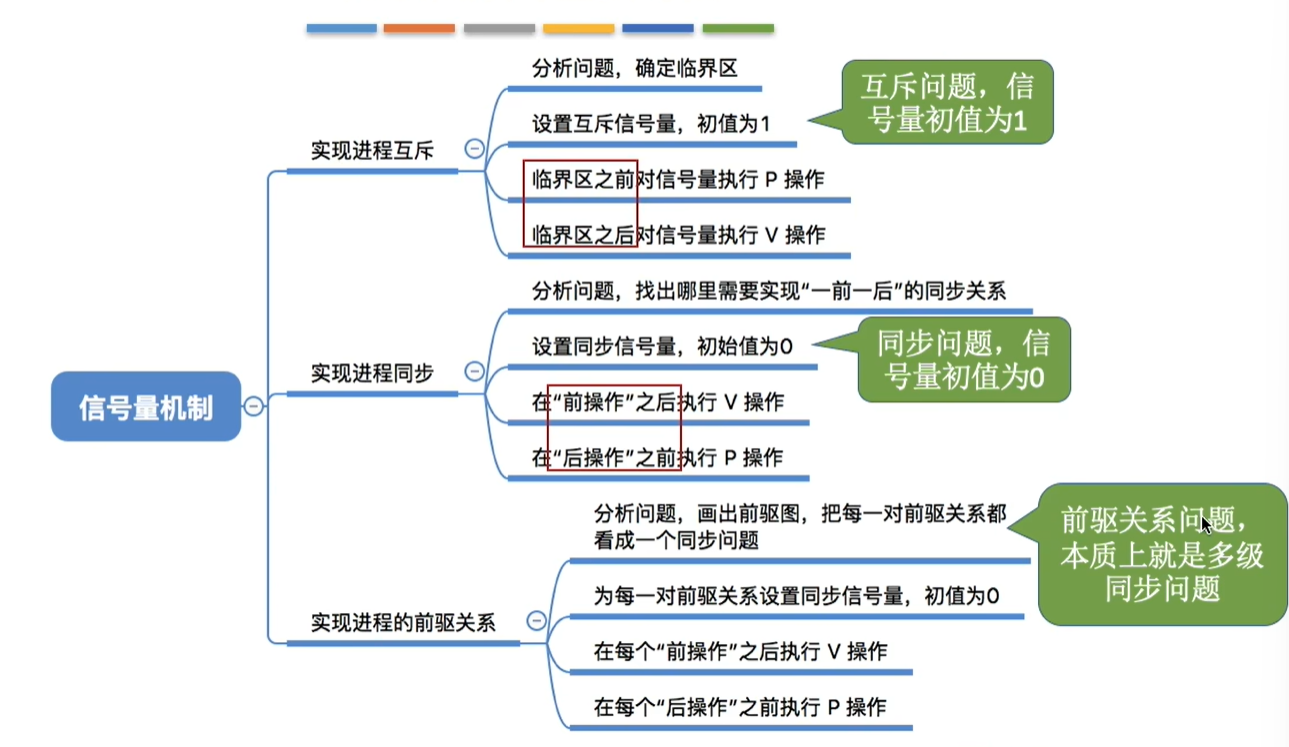 分析问题，确定临界区
互斥问题，信
号量初值为1
设置互斥信号量，初值为1
实现进程互斥
临界区之前对信号量执行 P 操作
临界区之后对信号量执行 V 操作
分析问题，找出哪里需要实现“一前一后”的同步关系
同步问题，信
号量初值为0
设置同步信号量，初始值为0
实现进程同步
信号量机制
在“前操作”之后执行 V 操作
在“后操作”之前执行 P 操作
分析问题，画出前驱图，把每一对前驱关系都
看成一个同步问题
前驱关系问题，
本质上就是多级
同步问题
为每一对前驱关系设置同步信号量，初值为0
实现进程的前驱关系
在每个“前操作”之后执行 V 操作
在每个“后操作”之前执行 P 操作